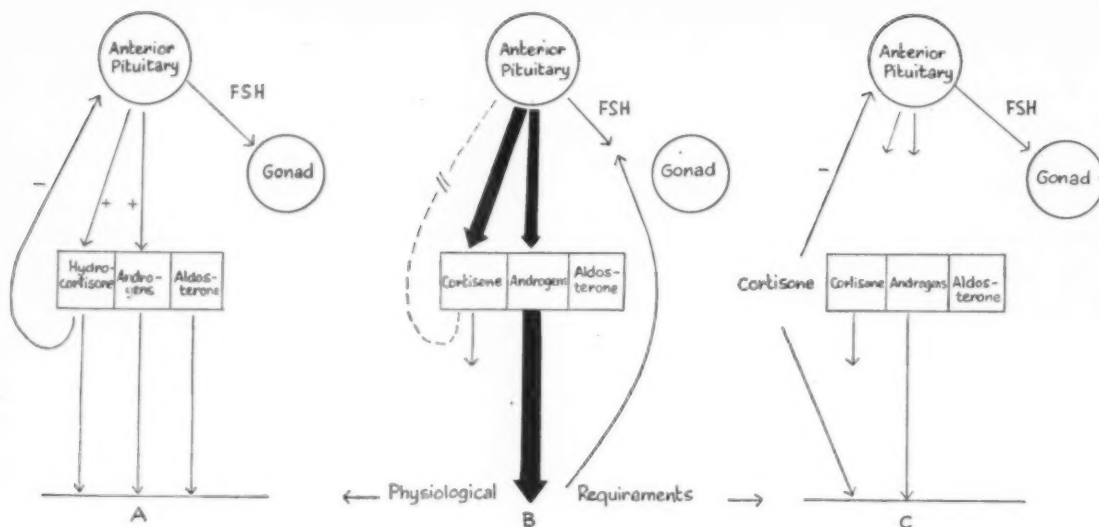 Anterior
Pituitary
FSH
Gonad
-
+ +
Hydro-
cortisone
Andro-
gens
Aldos-
terone
A
Anterior
Pituitary
FSH
Gonad
Cortisone
Androgens
Aldos-
terone
Physiological
B
Requirements
Anterior
Pituitary
FSH
Gonad
-
Cortisone
Cortisone
Androgens
Aldos-
terone
C